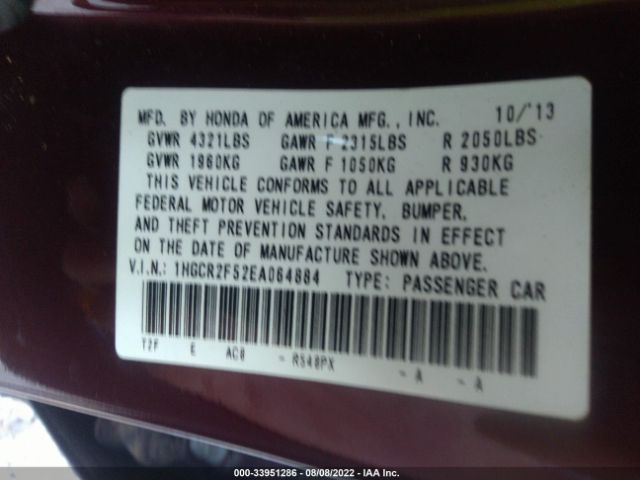 MFD. BY HONDA OF AMERICA MFG., INC. 10/'13
GVWR 4321LBS GAWR F 2315LBS R 2050LBS
GVWR 1960KG GAWR F 1050KG R 930KG
THIS VEHICLE CONFORMS TO ALL APPLICABLE
FEDERAL MOTOR VEHICLE SAFETY, BUMPER,
AND THEFT PREVENTION STANDARDS IN EFFECT
ON THE DATE OF MANUFACTURE SHOWN ABOVE.
V.I.N.: 1HGCR2F52EA064884 TYPE: PASSENGER CAR
T2F E AC8 - R548PX - A - A
000-33951286 - 08/08/2022 - IAA Inc.